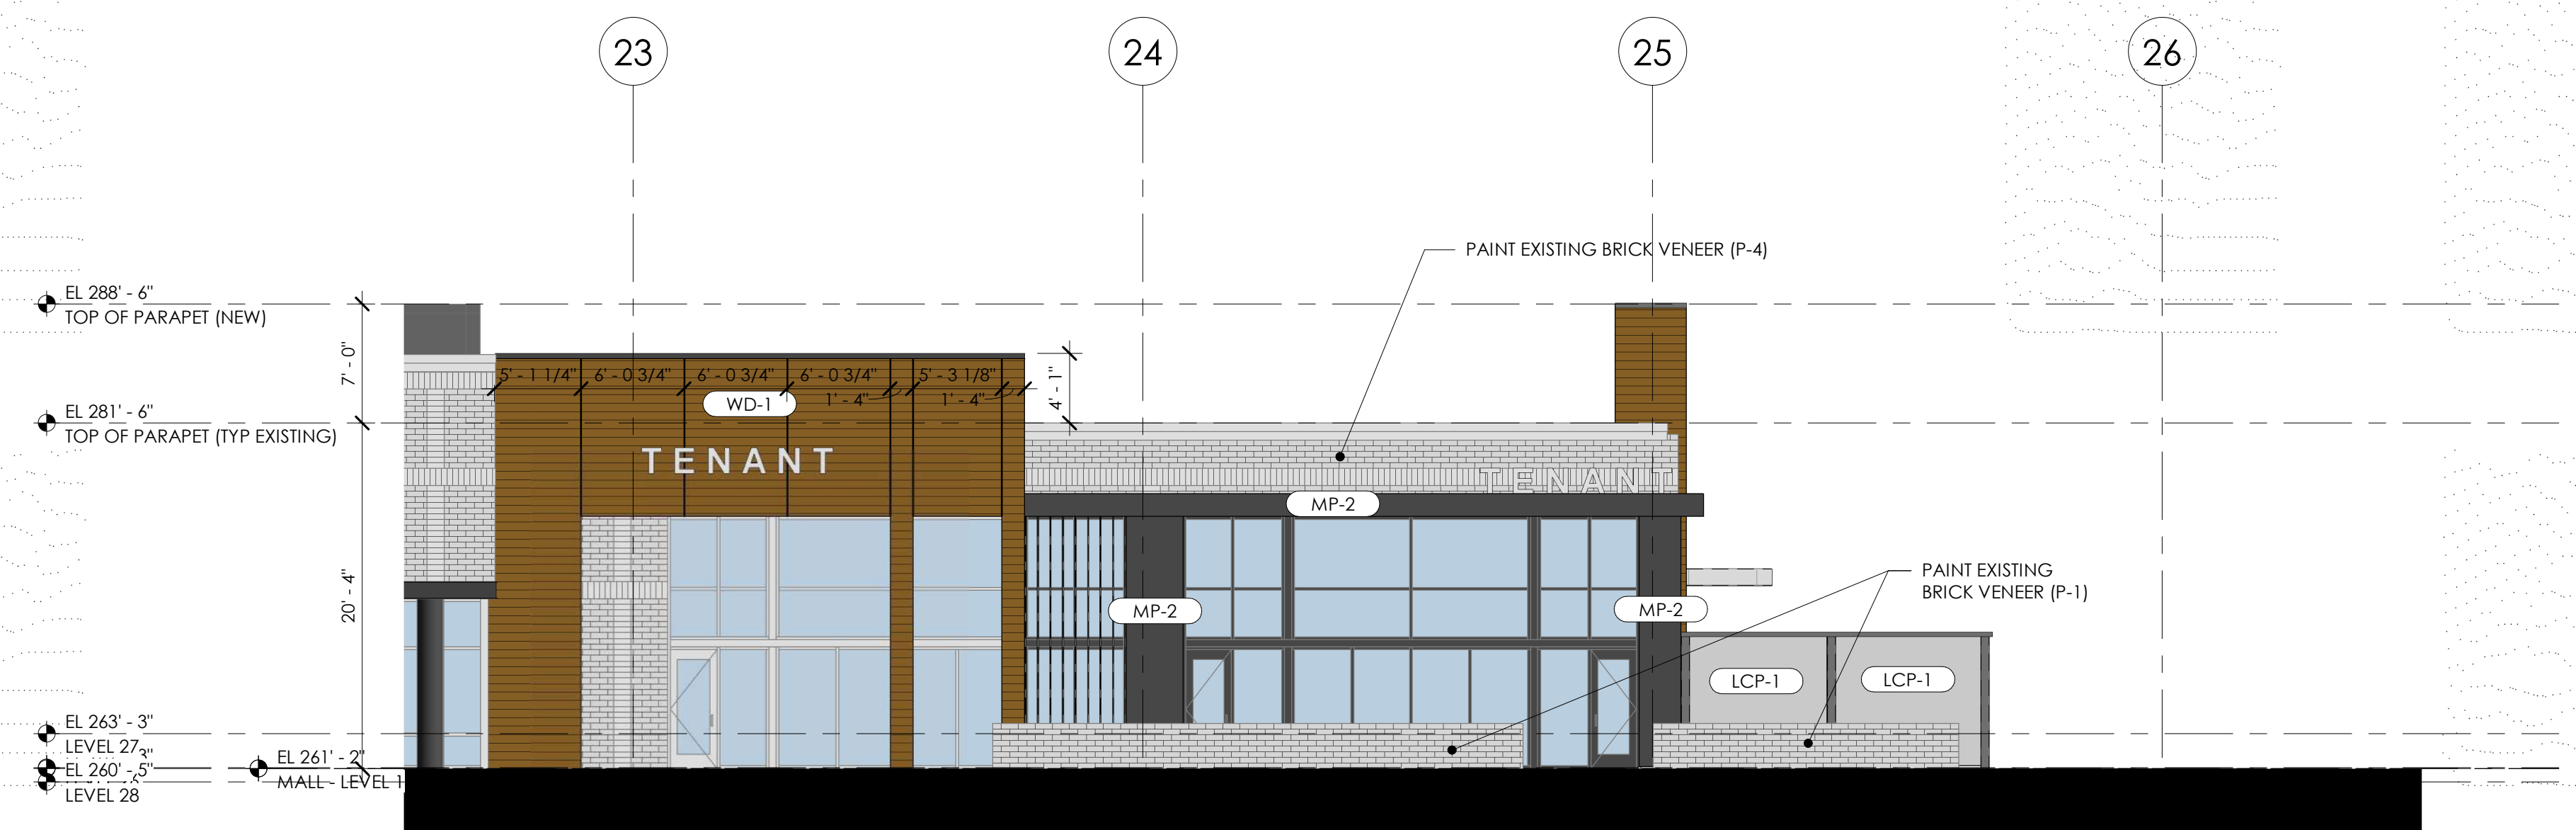 23
24
25
26
PAINT EXISTING BRICK VENEER (P-4)
EL 288' - 6"
TOP OF PARAPET (NEW)
7' - 0"
5' - 1 1/4"
6' - 0 3/4"
6' - 0 3/4"
6' - 0 3/4"
5' - 3 1/8"
1' - 4"
1' - 4"
4' - 1"
WD-1
EL 281' - 6"
TOP OF PARAPET (TYP EXISTING)
TENANT
TENANT
MP-2
20' - 4"
MP-2
MP-2
PAINT EXISTING
BRICK VENEER (P-1)
LCP-1
LCP-1
EL 263' - 3"
LEVEL 27
EL 261' - 2"
MALL - LEVEL 1
EL 260' - 5"
LEVEL 28